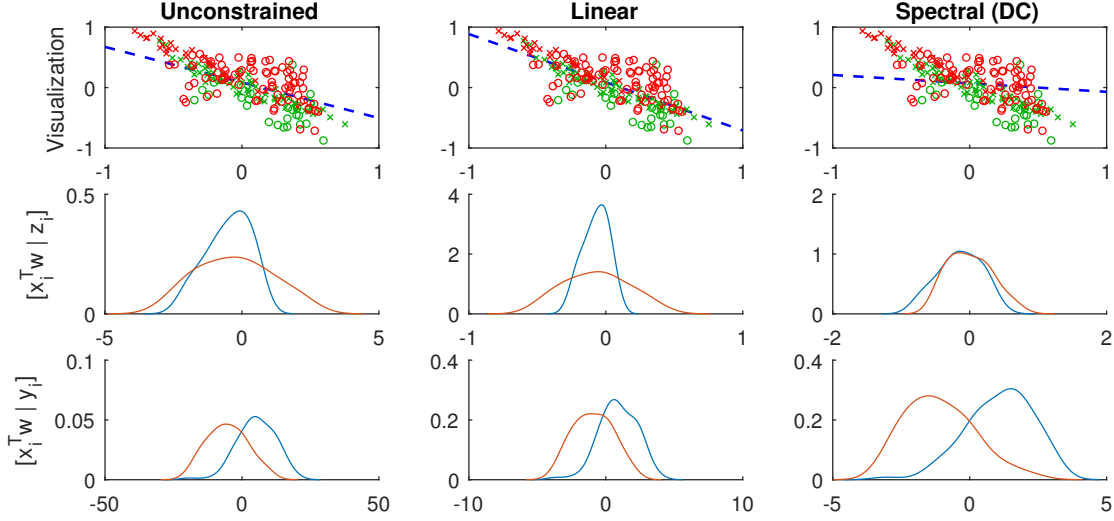 Unconstrained Linear Spectral (DC)
Visualization
1 0 -1
-1 0 1
1 0 -1
-1 0 1
1 0 -1
-1 0 1
[x_i^T w | z_i]
0.5 0
-5 0 5
4 2 0
-1 0 1
2 1 0
-2 0 2
[x_i^T w | y_i]
0.1 0.05 0
-50 0 50
0.4 0.2 0
-10 0 10
0.4 0.2 0
-5 0 5